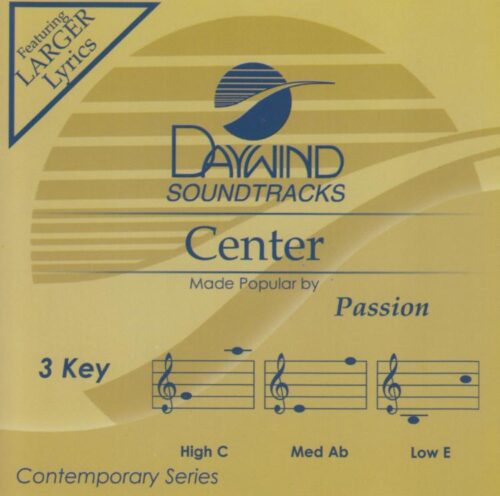 Featuring
LARGER
Lyrics
DAYWIND
SOUNDTRACKS
Center
Made Popular by
Passion
3 Key
High C
Med Ab
Low E
Contemporary Series